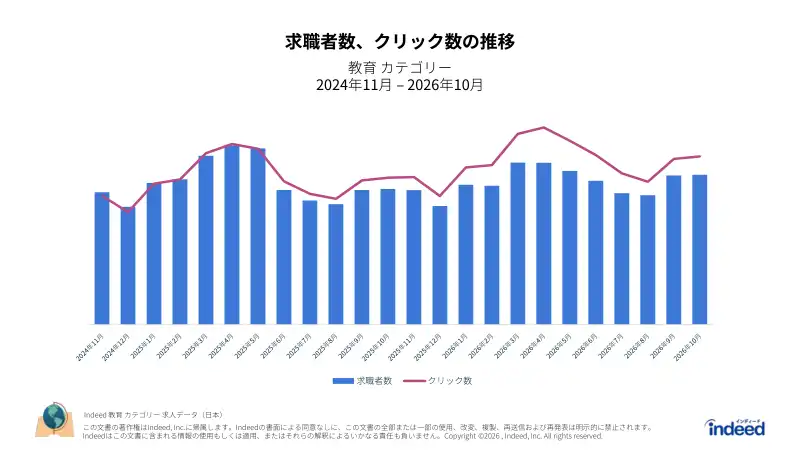 求職者数、クリック数の推移
教育 カテゴリー
2024年11月 – 2026年10月
2024年11月
2024年12月
2025年1月
2025年2月
2025年3月
2025年4月
2025年5月
2025年6月
2025年7月
2025年8月
2025年9月
2025年10月
2025年11月
2025年12月
2026年1月
2026年2月
2026年3月
2026年4月
2026年5月
2026年6月
2026年7月
2026年8月
2026年9月
2026年10月
求職者数
クリック数
Indeed 教育 カテゴリー 求人データ（日本）
この文書の著作権はIndeed, Inc.に帰属します。Indeedの書面による同意なしに、この文書の全部または一部の使用、改変、複製、再送信および再発表は明示的に禁止されます。
Indeedはこの文書に含まれる情報の使用もしくは適用、またはそれらの解釈によるいかなる責任も負いません。Copyright ©2026 , Indeed, Inc. All rights reserved.
インディード
indeed